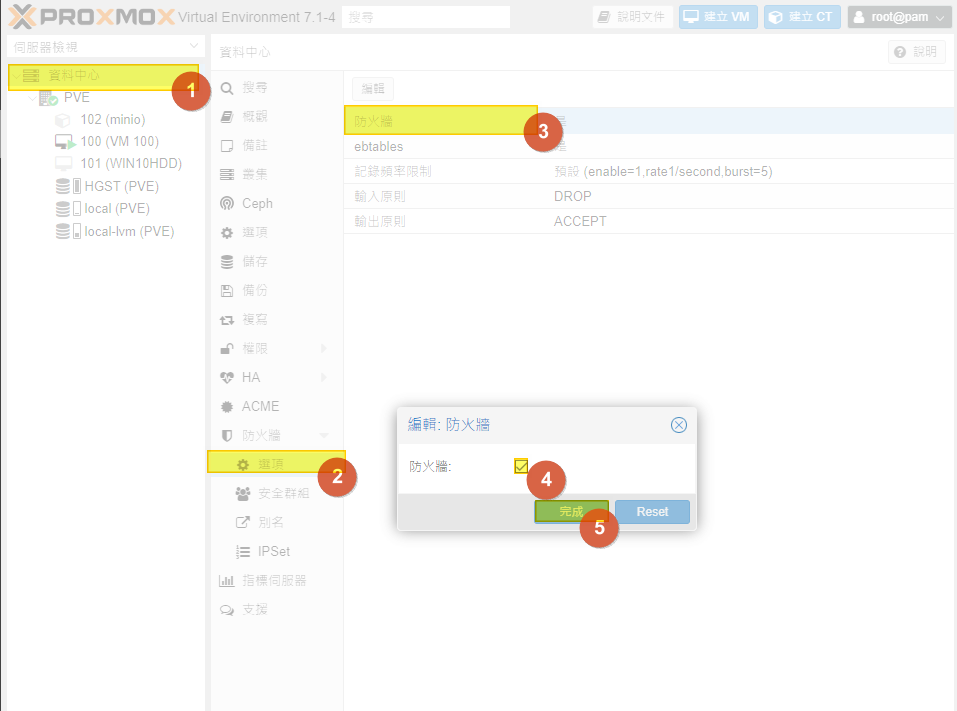 PROXMOX Virtual Environment 7.1-4
搜尋
說明文件
建立 VM
建立 CT
root@pam
伺服器檢視
資料中心
說明
資料中心
1
PVE
102 (minio)
100 (VM 100)
101 (WIN10HDD)
HGST (PVE)
local (PVE)
local-lvm (PVE)
搜尋
概觀
備註
叢集
Ceph
選項
儲存
備份
複寫
權限
HA
ACME
防火牆
選項
2
安全群組
別名
IPSet
指標伺服器
支援
編輯
防火牆 是
3
ebtables 是
記錄頻率限制 預設 (enable=1,rate1/second,burst=5)
輸入原則 DROP
輸出原則 ACCEPT
編輯: 防火牆
防火牆:
4
完成
Reset
5